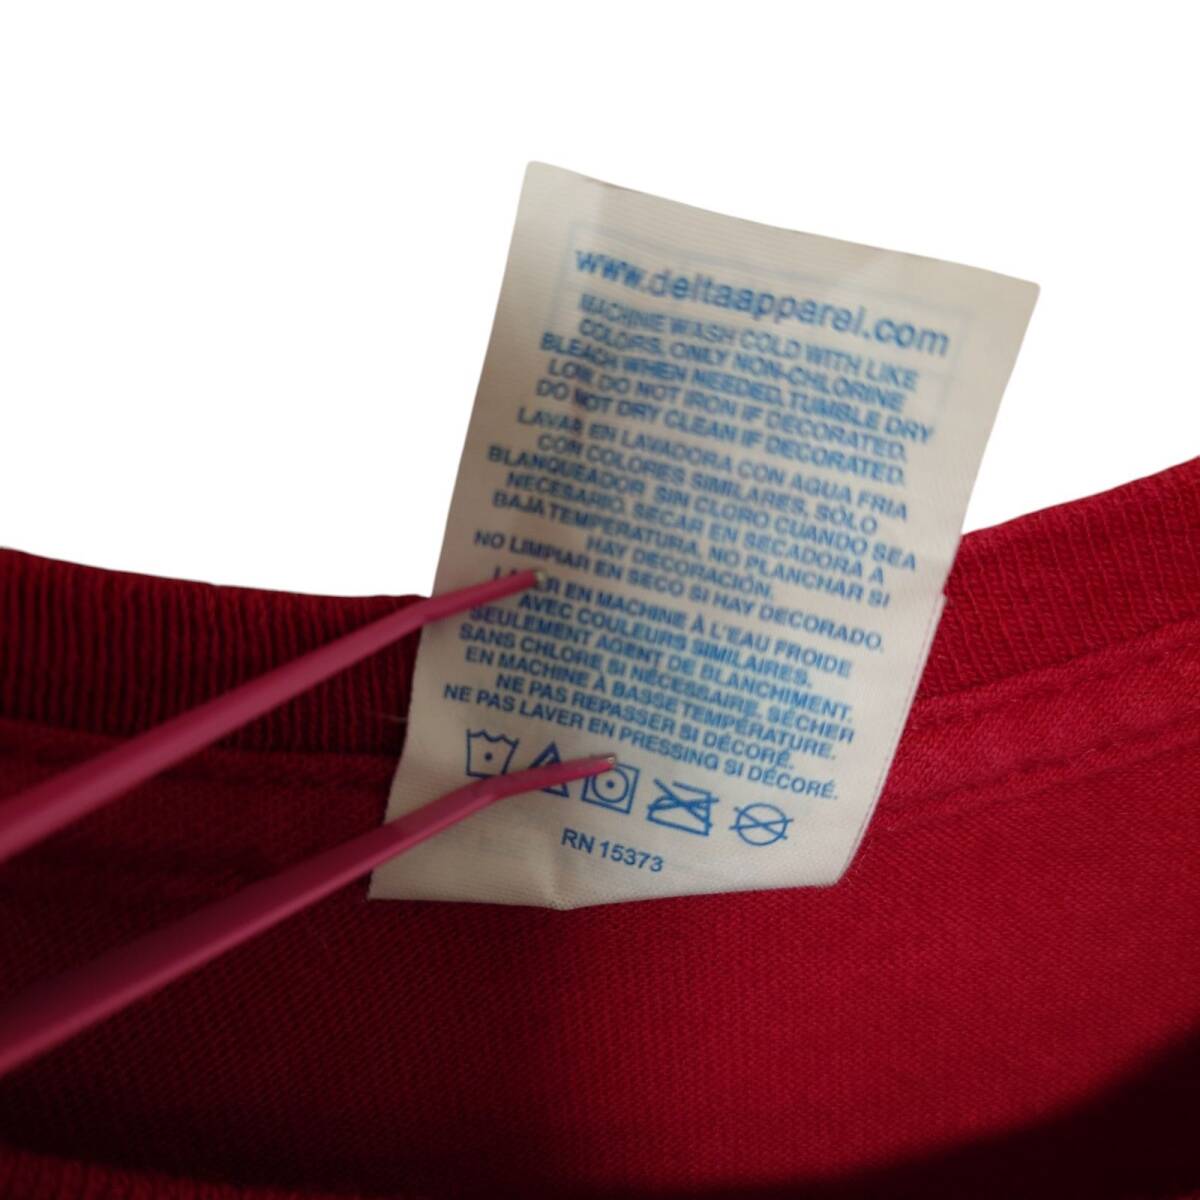 www.deltaapparel.com
MACHINE WASH COLD WITH LIKE
COLORS, ONLY NON-CHLORINE
BLEACH WHEN NEEDED, TUMBLE DRY
LOW, DO NOT IRON IF DECORATED.
DO NOT DRY CLEAN IF DECORATED.
LAVAR EN LAVADORA CON AGUA FRIA
CON COLORES SIMILARES, SOLO
BLANQUEADOR SIN CLORO CUANDO SEA
NECESARIO, SECAR EN SECADORA A
BAJA TEMPERATURA, NO PLANCHAR SI
HAY DECORACIÓN.
NO LIMPIAR EN SECO SI HAY DECORADO.
EN MACHINE À L'EAU FROIDE
AVEC COULEURS SIMILAIRES.
SEULEMENT AGENT DE BLANCHIMENT.
SANS CHLORE SI NÉCESSAIRE, SÉCHER
EN MACHINE À BASSE TEMPÉRATURE.
NE PAS REPASSER SI DÉCORÉ.
NE PAS LAVER EN PRESSING SI DÉCORÉ.
RN 15373